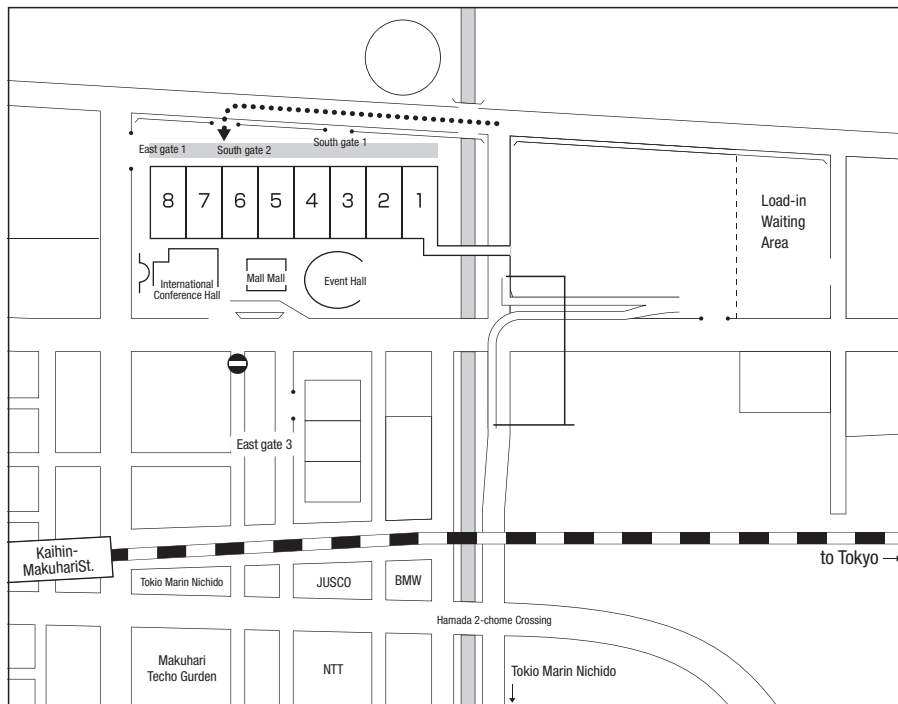 East gate 1
South gate 2
South gate 1
8
7
6
5
4
3
2
1
Load-in
Waiting
Area
International
Conference Hall
Mall Mall
Event Hall
East gate 3
Kaihin-
MakuhariSt.
to Tokyo →
Tokio Marin Nichido
JUSCO
BMW
Hamada 2-chome Crossing
Makuhari
Techo Gurden
NTT
Tokio Marin Nichido